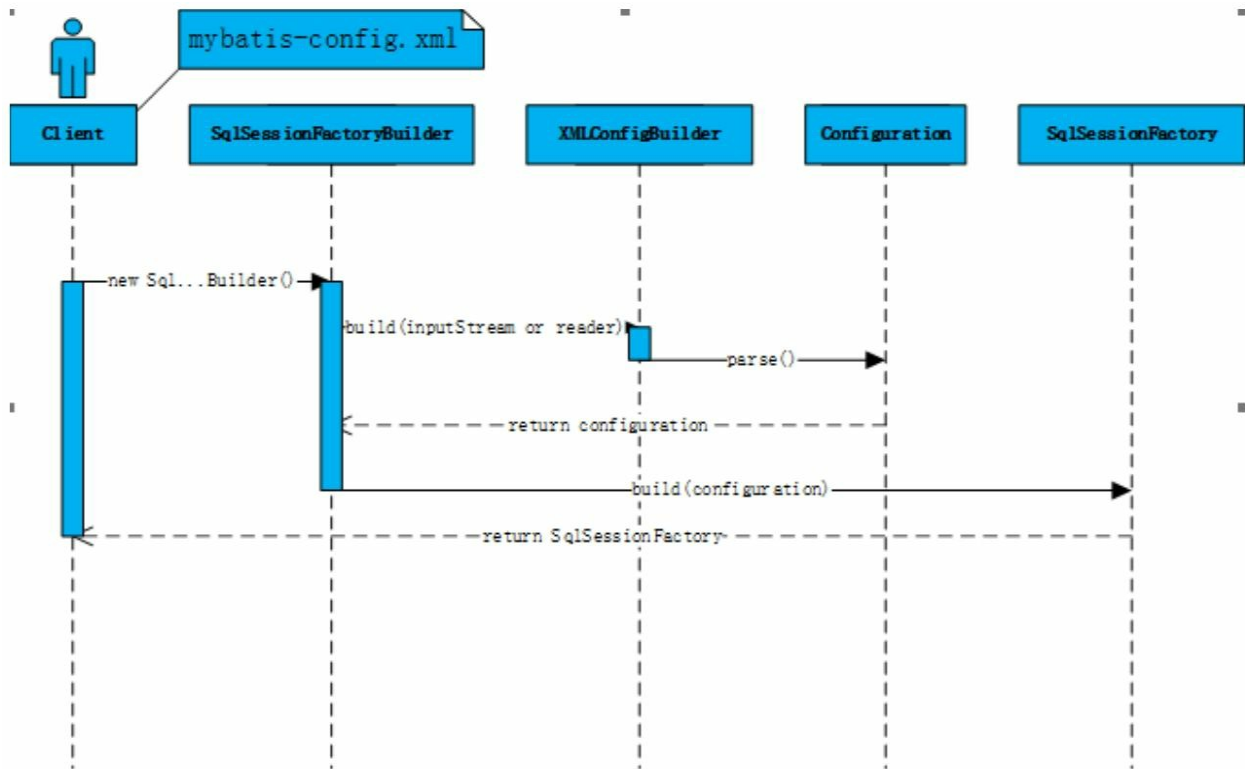 mybatis-config.xml
Client
SqlSessionFactoryBuilder
XMLConfigBuilder
Configuration
SqlSessionFactory
new Sql...Builder()
build(inputStream or reader)
parse()
return configuration
build(configuration)
return SqlSessionFactory